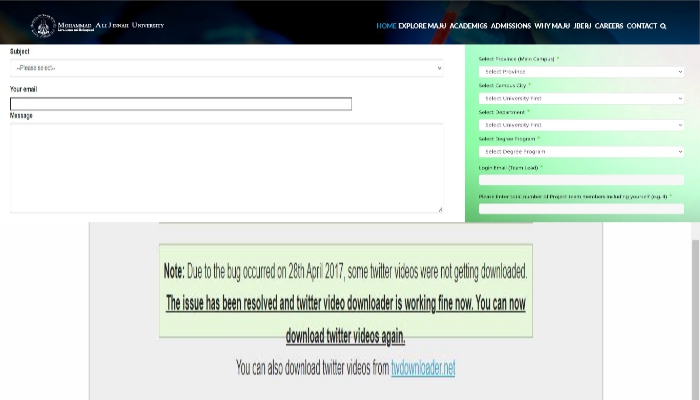 MOHAMMAD ALI JINNAH UNIVERSITY
HOME EXPLORE MAJU ACADEMICS ADMISSIONS WHY MAJU JBERJ CAREERS CONTACT
Subject
--Please select--
Your email
Message
Select Province (Main Campus) *
Select Province
Select Campus City *
Select University First
Select Department *
Select University First
Select Degree Program *
Select Degree Program
Login Email (Team Lead) *
Please Enter total number of Project team members including yourself (e.g. 4) *
Note: Due to the bug occurred on 28th April 2017, some twitter videos were not getting downloaded.
The issue has been resolved and twitter video downloader is working fine now. You can now
download twitter videos again.
You can also download twitter videos from twdownloader.net